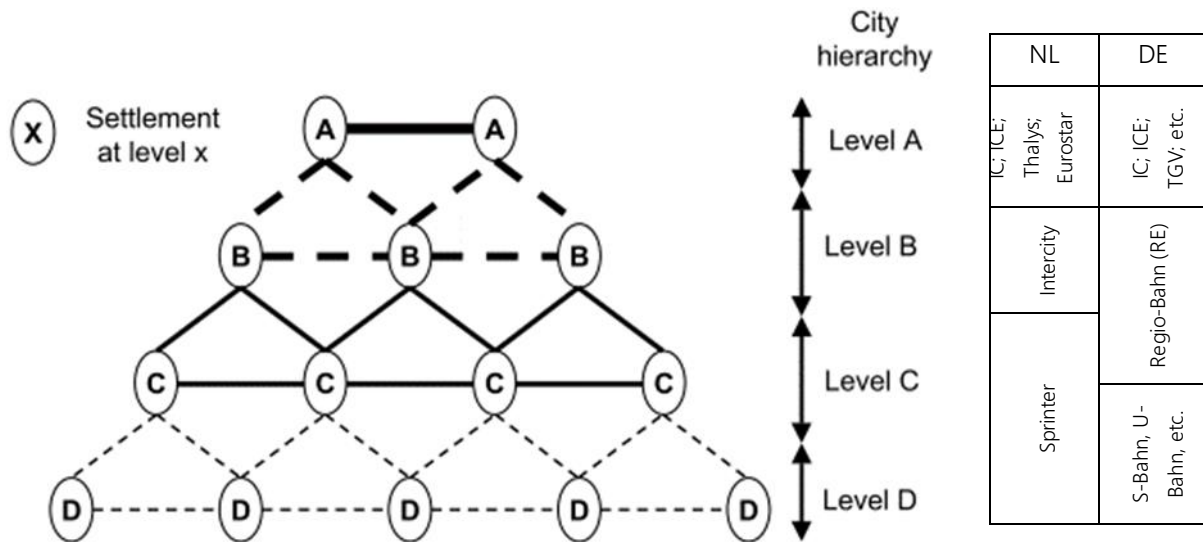 City
hierarchy
NL
DE
X
Settlement
at level x
A
A
Level A
IC; ICE;
Thalys;
Eurostar
IC; ICE;
TGV; etc.
B
B
B
Level B
Intercity
Regio-Bahn (RE)
C
C
C
C
Level C
Sprinter
S-Bahn, U-
Bahn, etc.
D
D
D
D
D
Level D